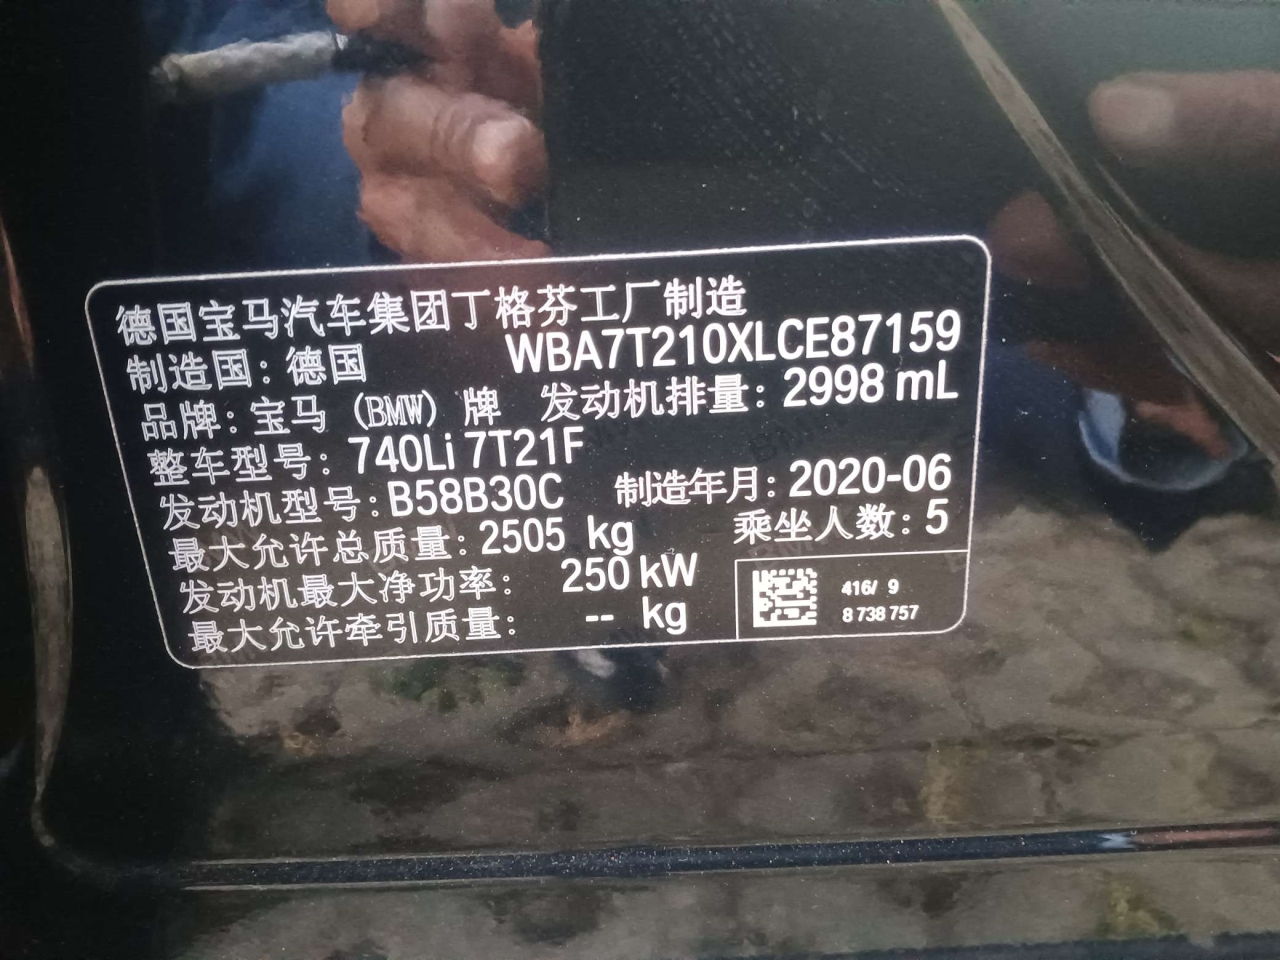 德国宝马汽车集团丁格芬工厂制造
制造国：德国 WBA7T210XLCE87159
品牌：宝马（BMW）牌 发动机排量：2998 mL
整车型号：740Li 7T21F
发动机型号：B58B30C 制造年月：2020-06
最大允许总质量：2505 kg 乘坐人数：5
发动机最大净功率： 250 kW
最大允许牵引质量： -- kg
416/ 9
8 738 757